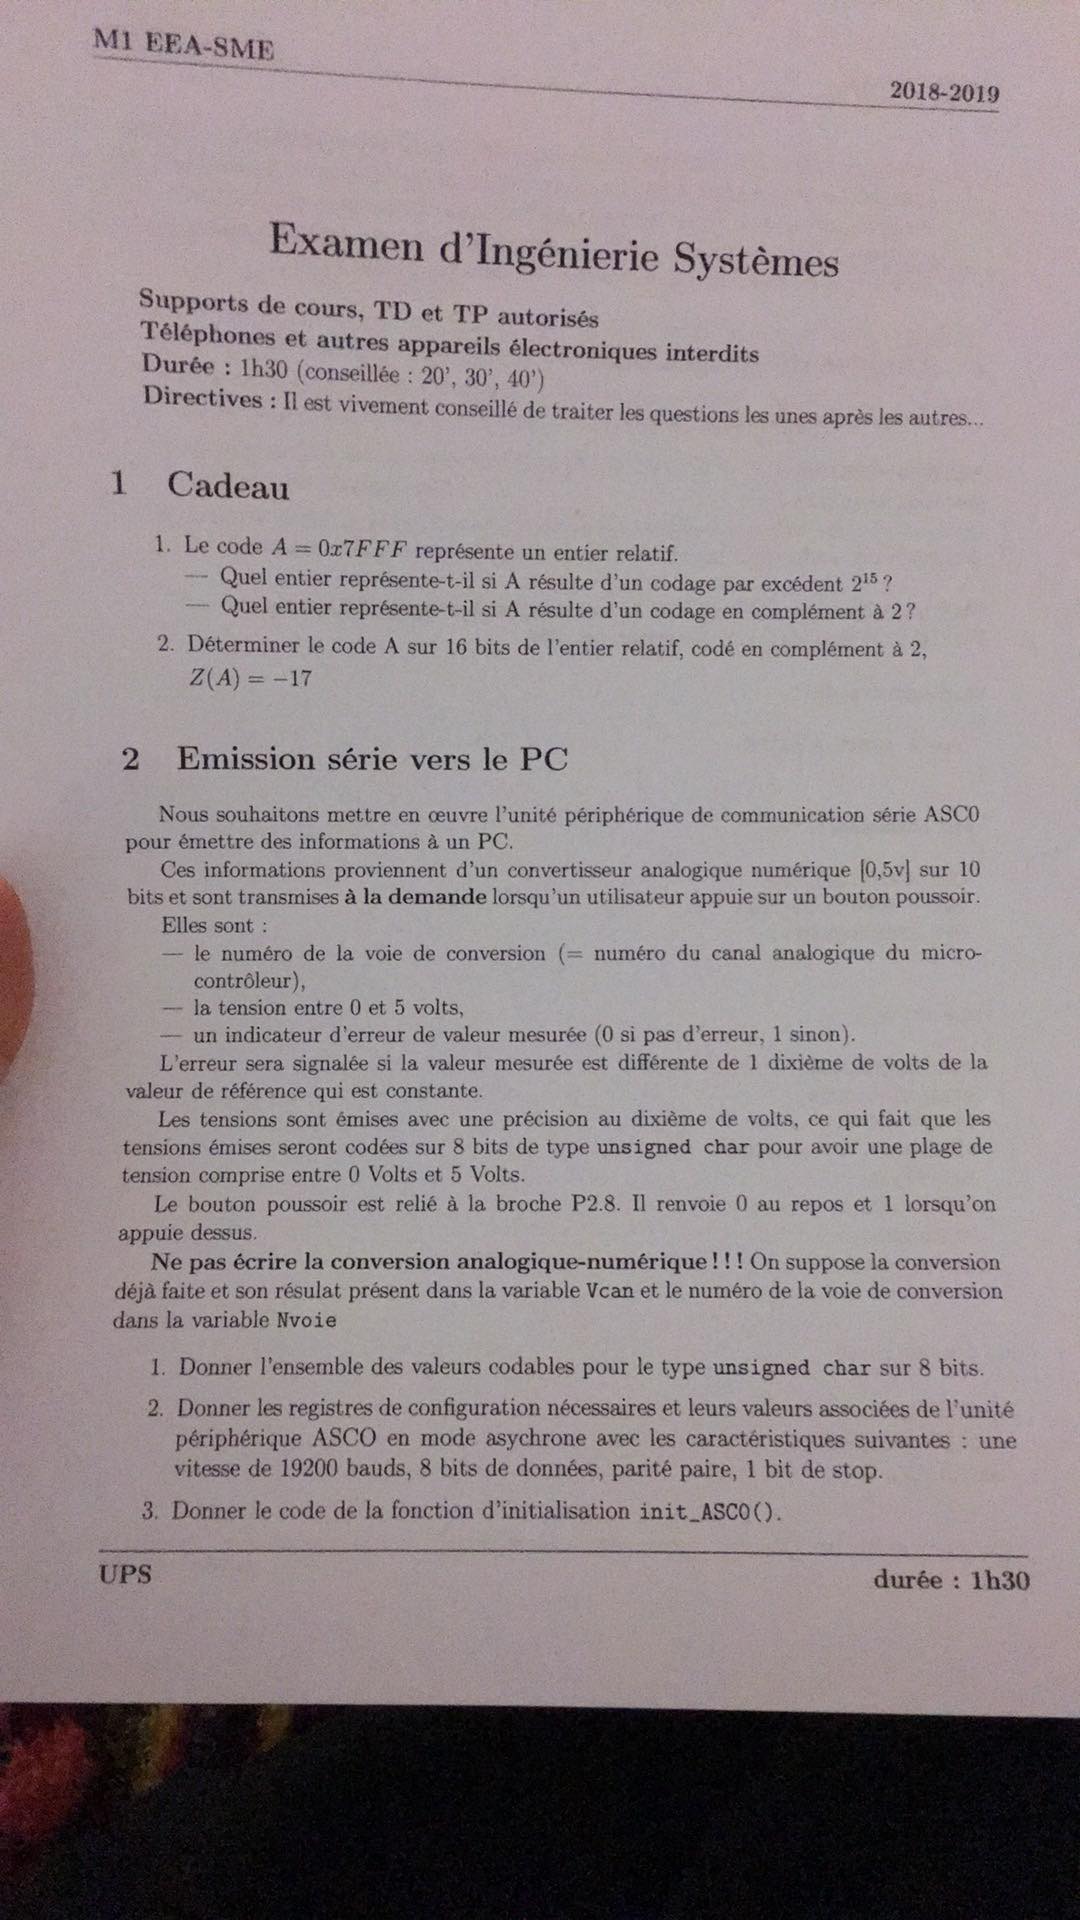 M1 EEA-SME
2018-2019
Examen d'Ingénierie Systèmes
Supports de cours, TD et TP autorisés
Téléphones et autres appareils électroniques interdits
Durée : 1h30 (conseillée : 20', 30', 40')
Directives : Il est vivement conseillé de traiter les questions les unes après les autres...
1 Cadeau
1. Le code A = 0x7FFF représente un entier relatif.
— Quel entier représente-t-il si A résulte d'un codage par excédent 2¹⁵ ?
— Quel entier représente-t-il si A résulte d'un codage en complément à 2 ?
2. Déterminer le code A sur 16 bits de l'entier relatif, codé en complément à 2,
Z(A) = −17
2 Emission série vers le PC
Nous souhaitons mettre en œuvre l'unité périphérique de communication série ASC0
pour émettre des informations à un PC.
Ces informations proviennent d'un convertisseur analogique numérique [0,5v] sur 10
bits et sont transmises à la demande lorsqu'un utilisateur appuie sur un bouton poussoir.
Elles sont :
— le numéro de la voie de conversion (= numéro du canal analogique du micro-
contrôleur),
— la tension entre 0 et 5 volts,
— un indicateur d'erreur de valeur mesurée (0 si pas d'erreur, 1 sinon).
L'erreur sera signalée si la valeur mesurée est différente de 1 dixième de volts de la
valeur de référence qui est constante.
Les tensions sont émises avec une précision au dixième de volts, ce qui fait que les
tensions émises seront codées sur 8 bits de type unsigned char pour avoir une plage de
tension comprise entre 0 Volts et 5 Volts.
Le bouton poussoir est relié à la broche P2.8. Il renvoie 0 au repos et 1 lorsqu'on
appuie dessus.
Ne pas écrire la conversion analogique-numérique ! ! ! On suppose la conversion
déjà faite et son résulat présent dans la variable Vcan et le numéro de la voie de conversion
dans la variable Nvoie
1. Donner l'ensemble des valeurs codables pour le type unsigned char sur 8 bits.
2. Donner les registres de configuration nécessaires et leurs valeurs associées de l'unité
périphérique ASCO en mode asychrone avec les caractéristiques suivantes : une
vitesse de 19200 bauds, 8 bits de données, parité paire, 1 bit de stop.
3. Donner le code de la fonction d'initialisation init_ASC0().
UPS
durée : 1h30